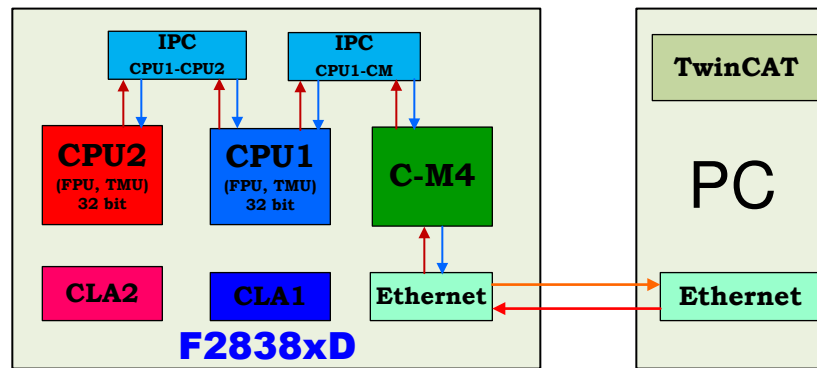 IPC
CPU1-CPU2
IPC
CPU1-CM
TwinCAT
CPU2
(FPU, TMU)
32 bit
CPU1
(FPU, TMU)
32 bit
C-M4
PC
CLA2
CLA1
Ethernet
Ethernet
F2838xD